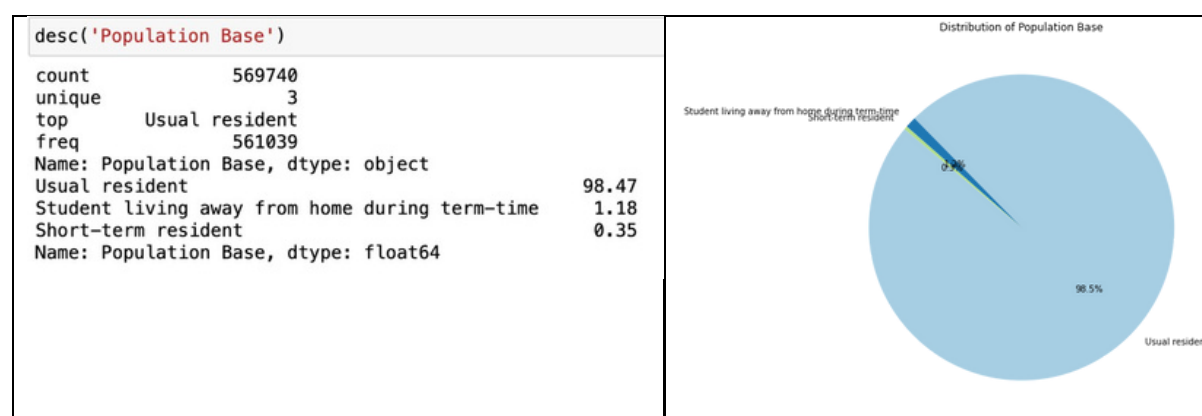 desc('Population Base')
count 569740
unique 3
top Usual resident
freq 561039
Name: Population Base, dtype: object
Usual resident 98.47
Student living away from home during term-time 1.18
Short-term resident 0.35
Name: Population Base, dtype: float64
Distribution of Population Base
Student living away from home during term-time
Short-term resident
98.5%
Usual resider